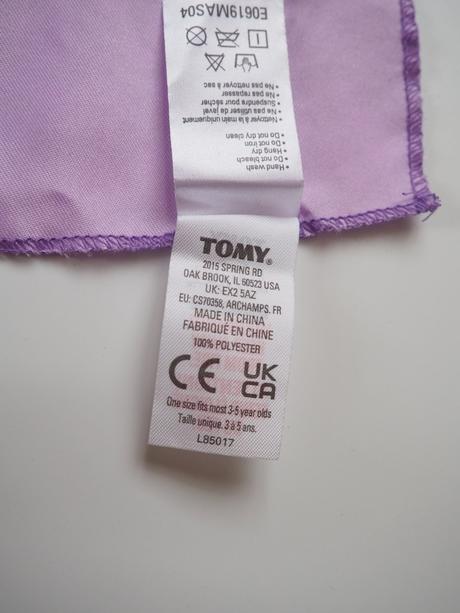 • Hand wash
• Do not bleach
• Hang dry
• Do not iron
• Do not dry clean
• Nettoyer à la main uniquement
• Ne pas utiliser de javel
• Suspendre pour sécher
• Ne pas repasser
• Ne pas nettoyer à sec
E0619MAS04
TOMY®
2015 SPRING RD
OAK BROOK, IL 60523 USA
UK: EX2 5AZ
EU: CS70358, ARCHAMPS. FR
MADE IN CHINA
FABRIQUÉ EN CHINE
100% POLYESTER
CE UK
CA
One size fits most 3-5 year olds
Taille unique. 3 à 5 ans.
L85017